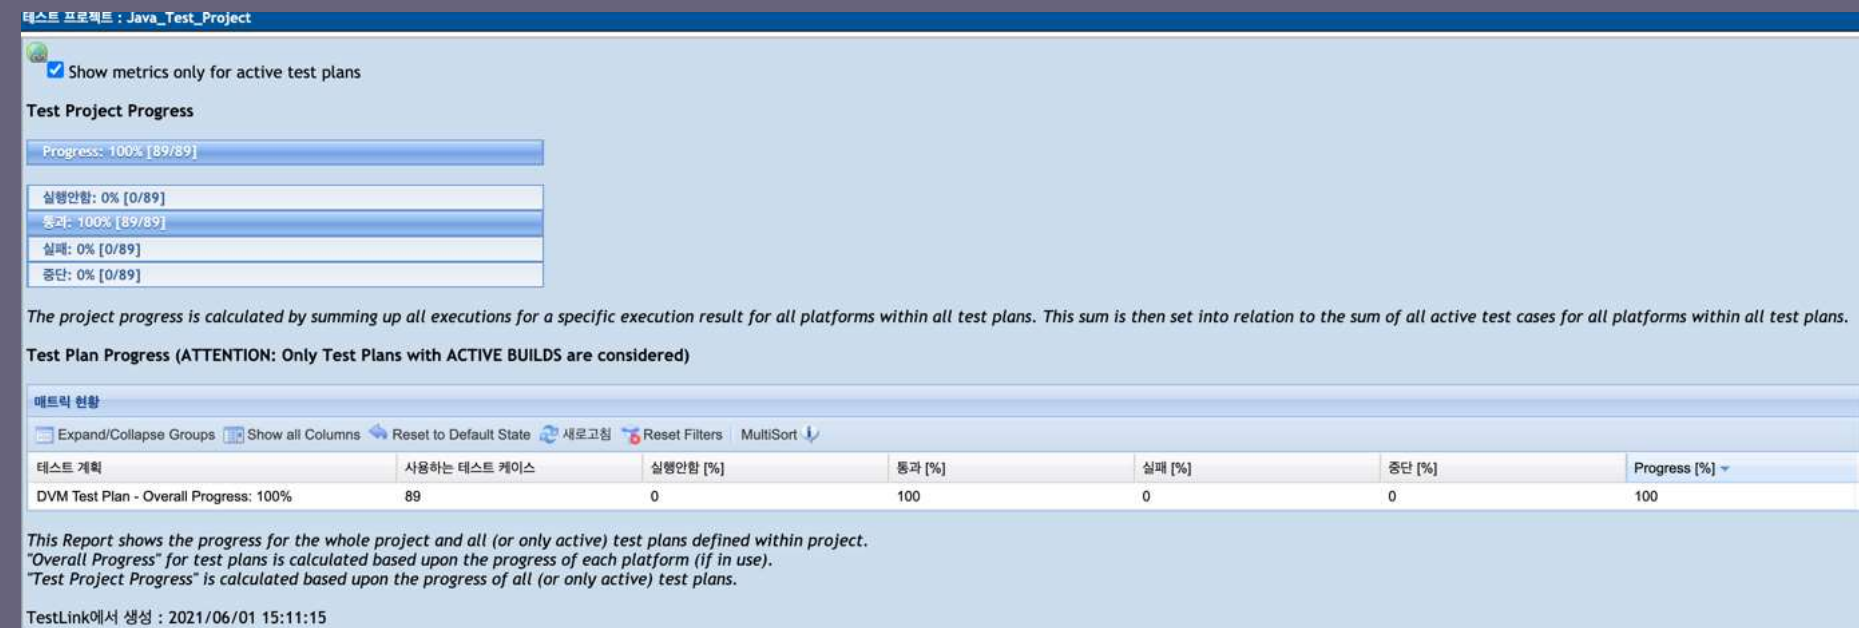 테스트 프로젝트 : Java_Test_Project
Show metrics only for active test plans
Test Project Progress
Progress: 100% [89/89]
실행안함: 0% [0/89]
통과: 100% [89/89]
실패: 0% [0/89]
중단: 0% [0/89]
The project progress is calculated by summing up all executions for a specific execution result for all platforms within all test plans. This sum is then set into relation to the sum of all active test cases for all platforms within all test plans.
Test Plan Progress (ATTENTION: Only Test Plans with ACTIVE BUILDS are considered)
매트릭 현황
Expand/Collapse Groups Show all Columns Reset to Default State 새로고침 Reset Filters MultiSort
테스트 계획 사용하는 테스트 케이스 실행안함 [%] 통과 [%] 실패 [%] 중단 [%] Progress [%]
DVM Test Plan - Overall Progress: 100% 89 0 100 0 0 100
This Report shows the progress for the whole project and all (or only active) test plans defined within project.
"Overall Progress" for test plans is calculated based upon the progress of each platform (if in use).
"Test Project Progress" is calculated based upon the progress of all (or only active) test plans.
TestLink에서 생성 : 2021/06/01 15:11:15